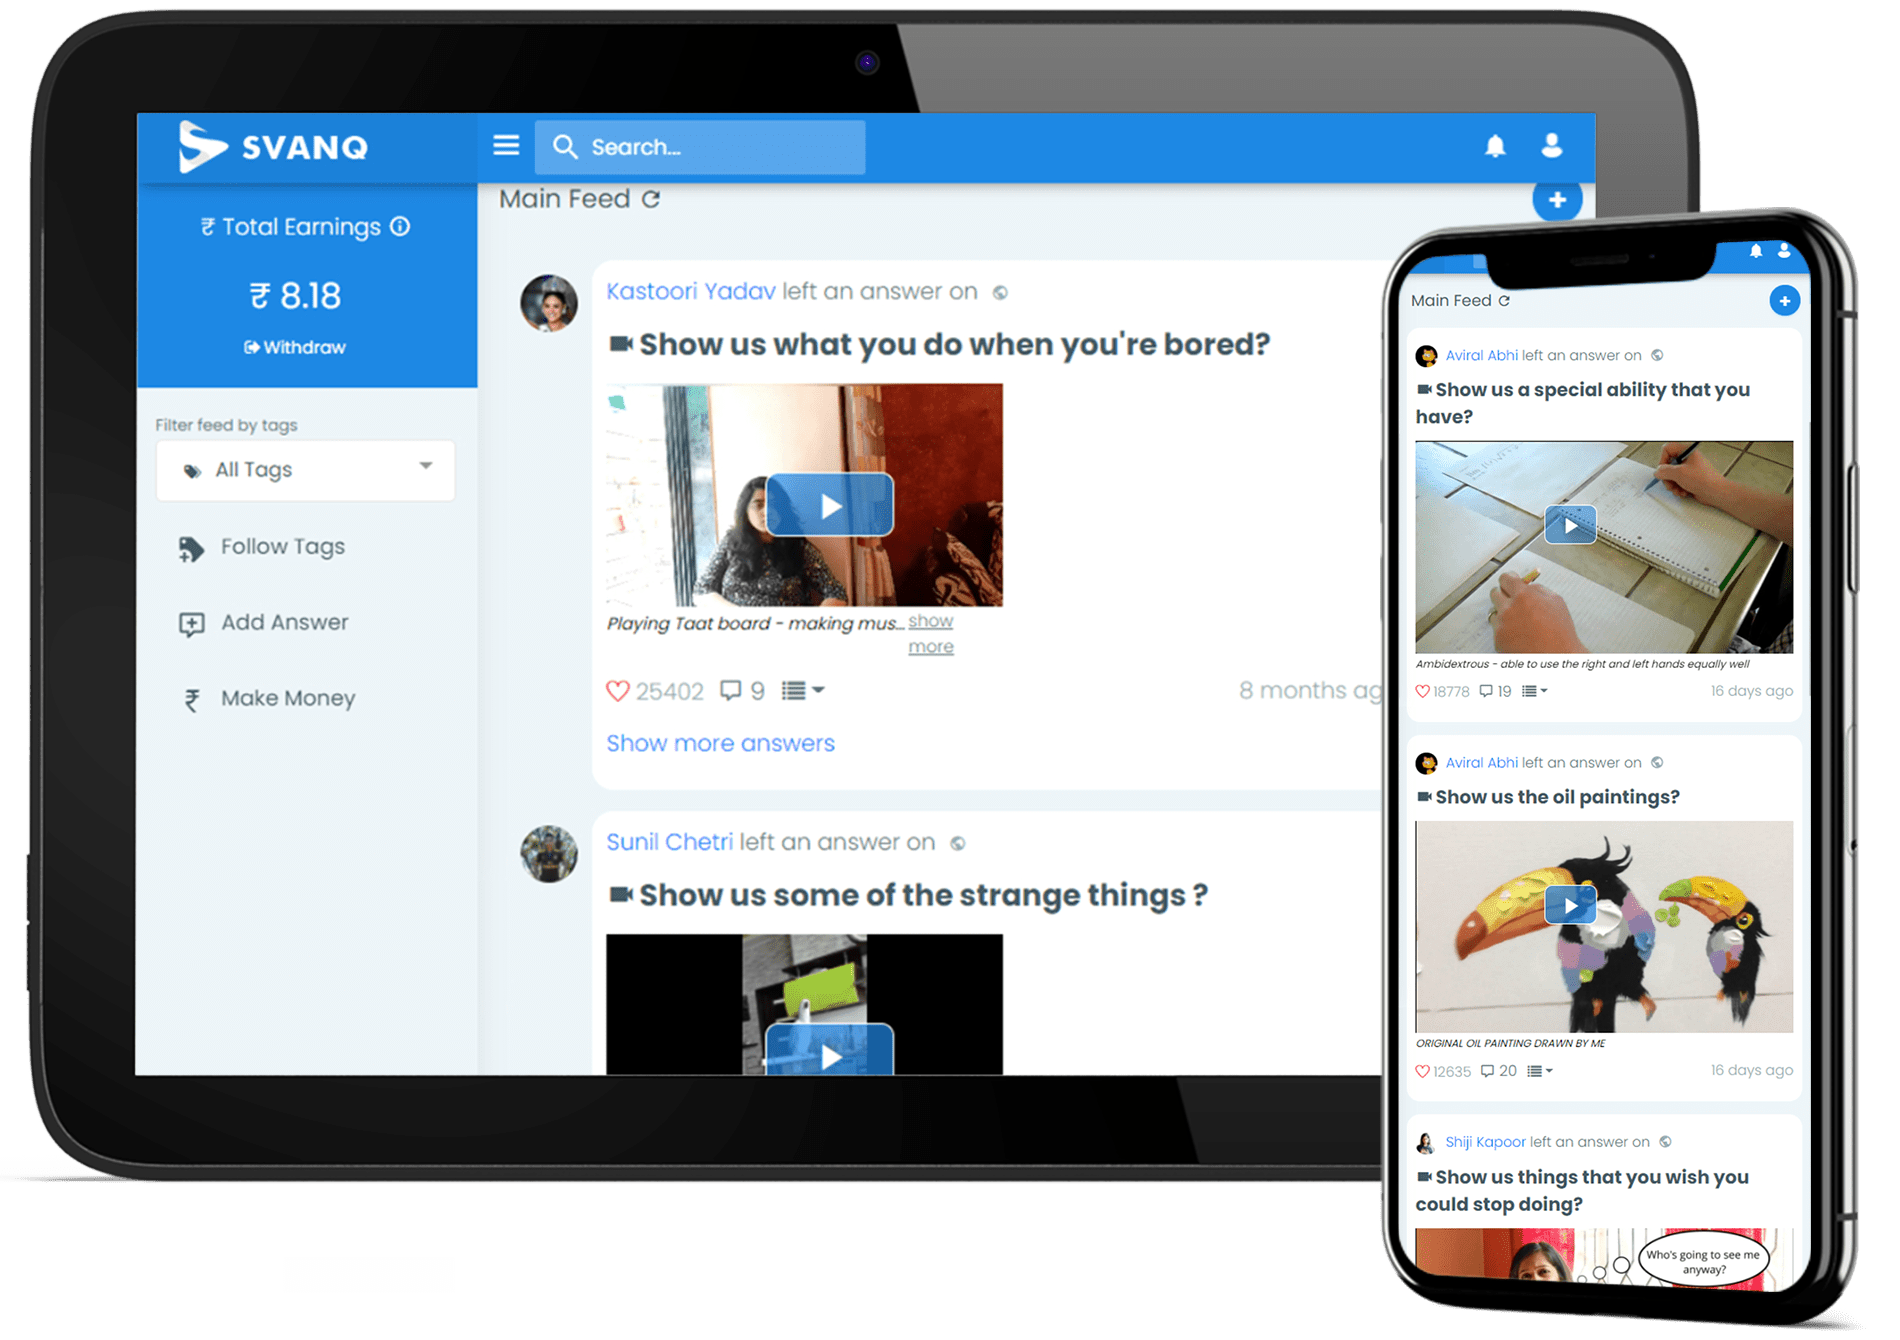 SVANQ
Search...
₹ Total Earnings
₹ 8.18
Withdraw
Filter feed by tags
All Tags
Follow Tags
Add Answer
₹ Make Money
Main Feed
Kastoori Yadav left an answer on
Show us what you do when you're bored?
Playing Taat board - making mus... show
more
25402 9
8 months ag
Show more answers
Sunil Chetri left an answer on
Show us some of the strange things ?
Main Feed
Aviral Abhi left an answer on
Show us a special ability that you
have?
Ambidextrous - able to use the right and left hands equally well
18778 19
16 days ago
Aviral Abhi left an answer on
Show us the oil paintings?
ORIGINAL OIL PAINTING DRAWN BY ME
12635 20
16 days ago
Shiji Kapoor left an answer on
Show us things that you wish you
could stop doing?
Who's going to see me
anyway?